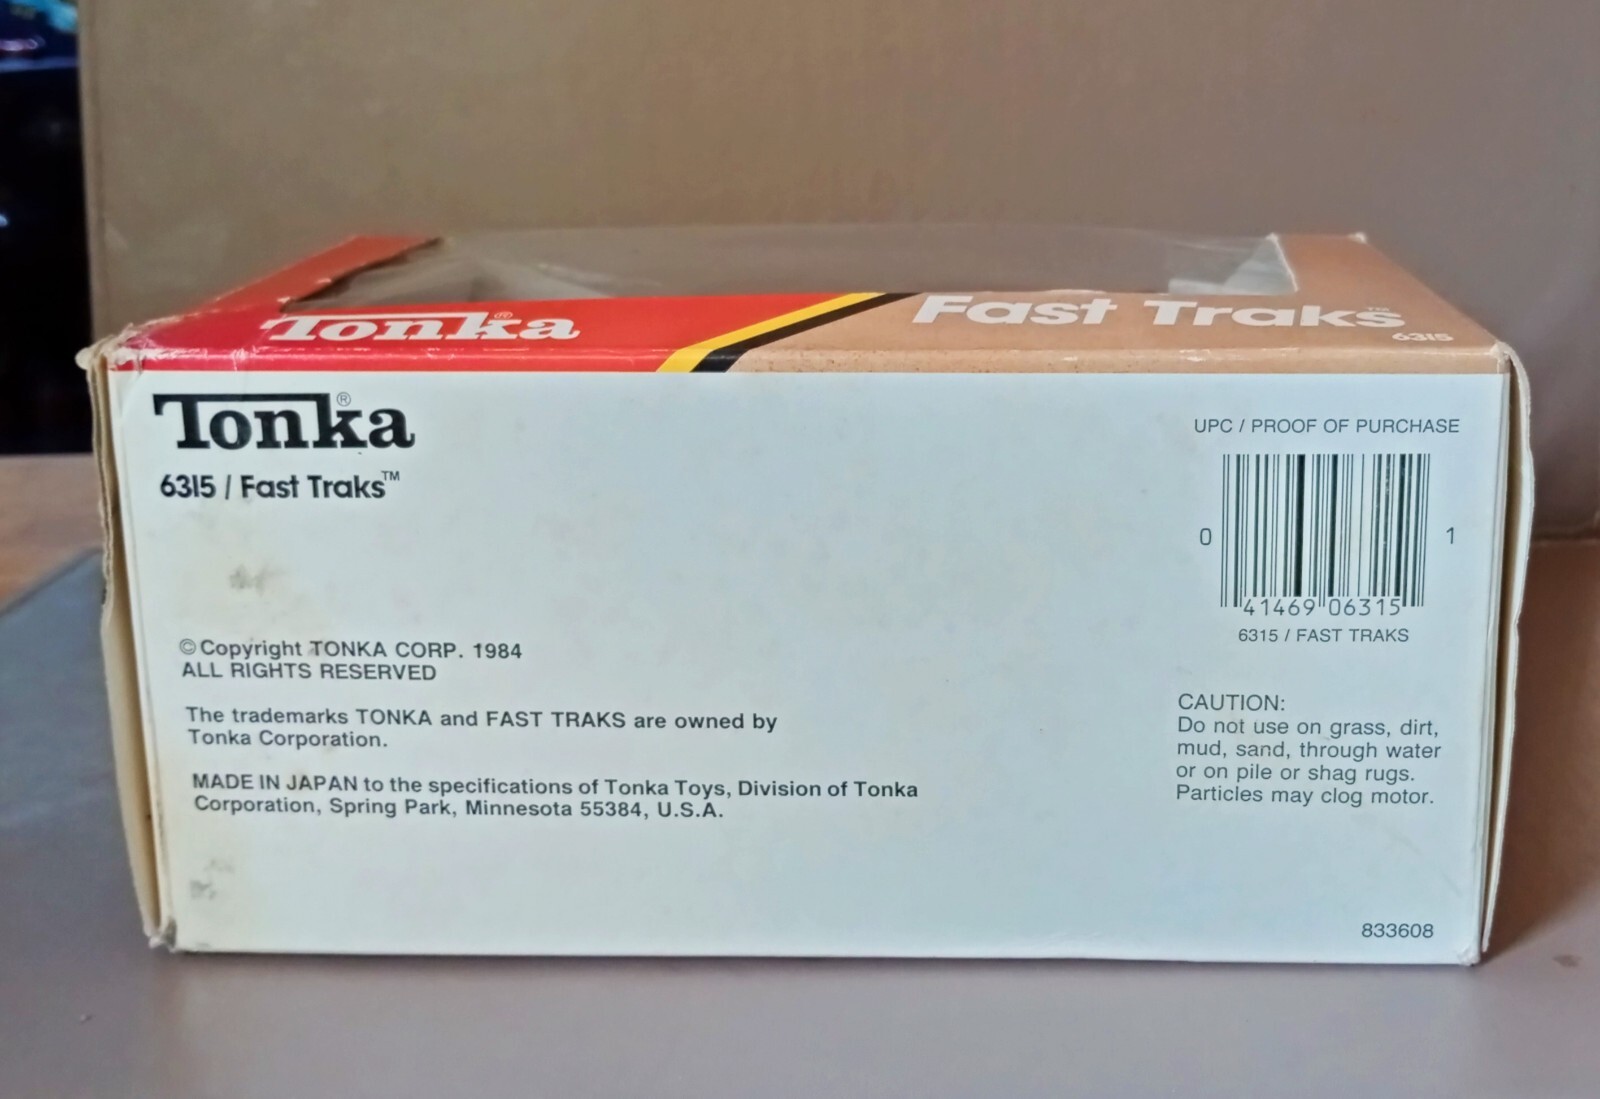 Tonka®
Fast Traks™
6315
Tonka®
6315 / Fast Traks™
UPC / PROOF OF PURCHASE
0 41469 06315 1
6315 / FAST TRAKS
© Copyright TONKA CORP. 1984
ALL RIGHTS RESERVED
The trademarks TONKA and FAST TRAKS are owned by
Tonka Corporation.
MADE IN JAPAN to the specifications of Tonka Toys, Division of Tonka
Corporation, Spring Park, Minnesota 55384, U.S.A.
CAUTION:
Do not use on grass, dirt,
mud, sand, through water
or on pile or shag rugs.
Particles may clog motor.
833608